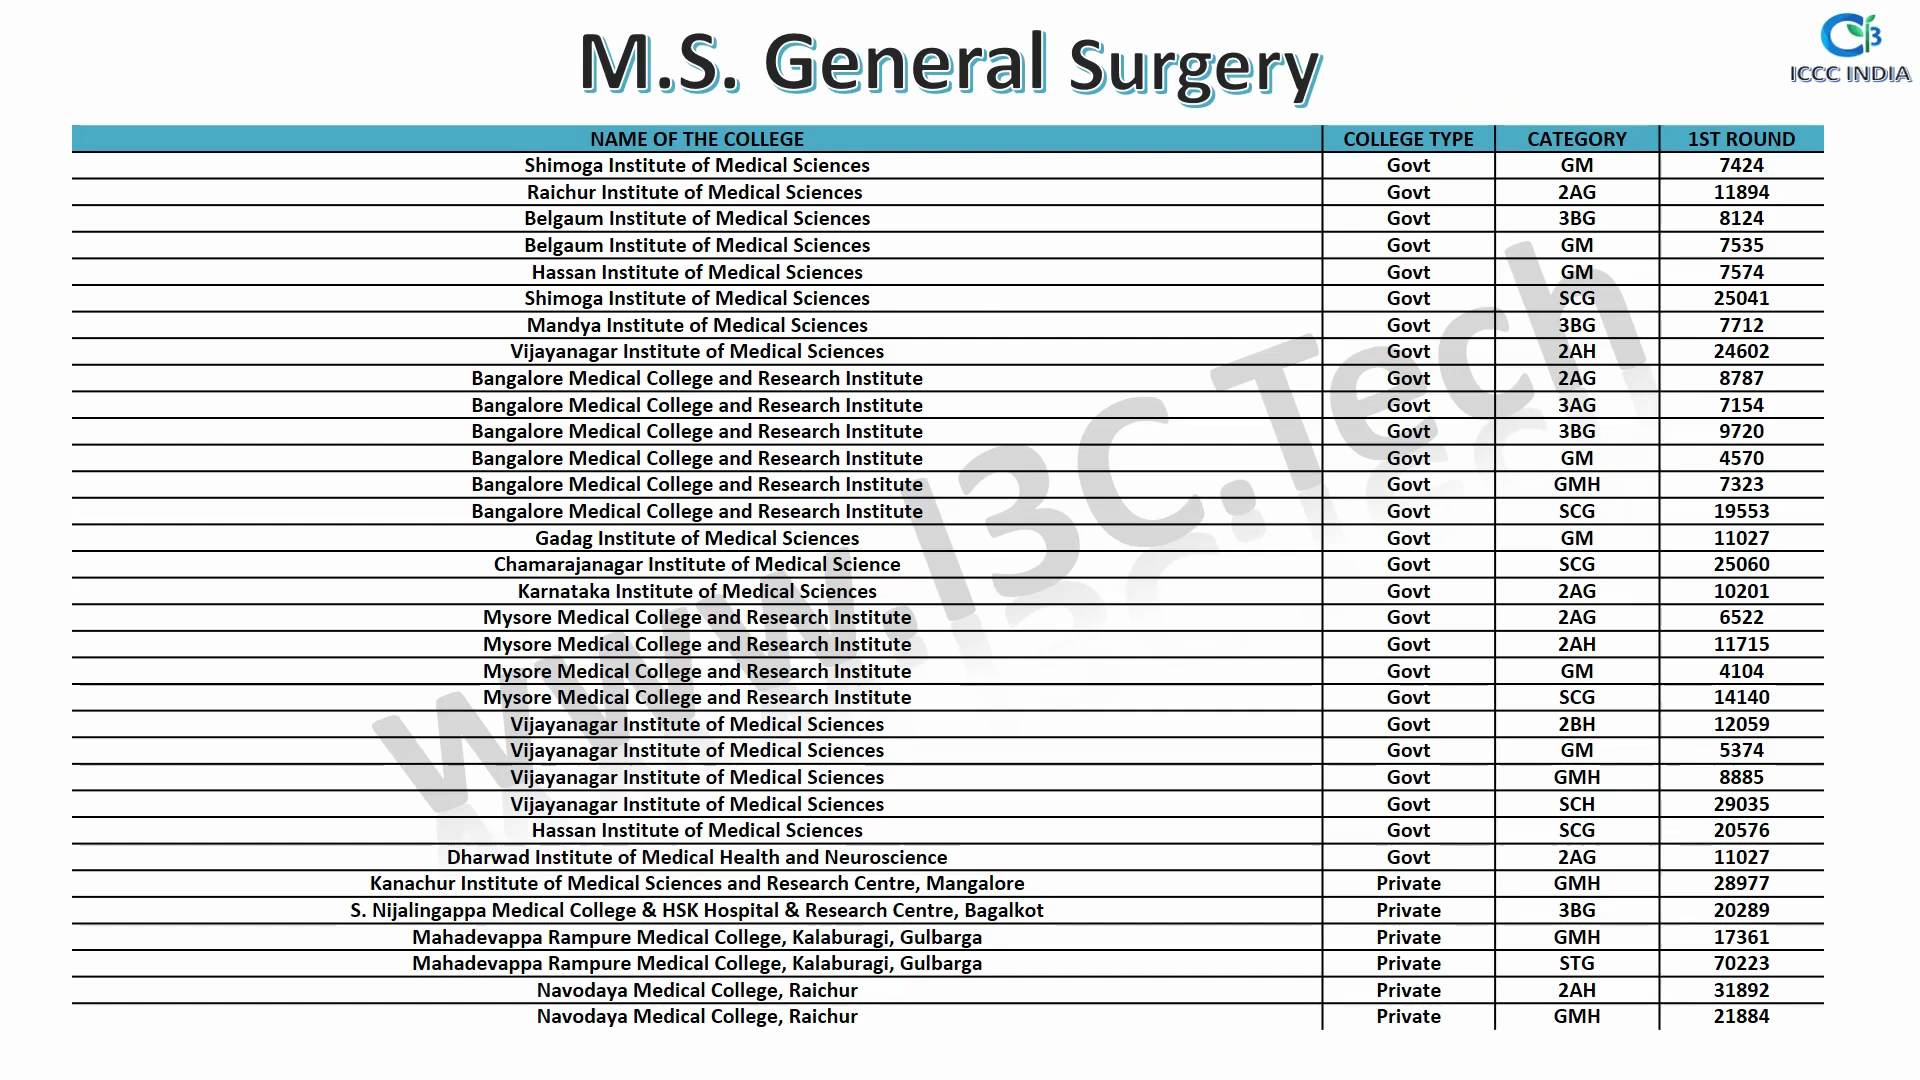 M.S. General Surgery
ICCC INDIA
NAME OF THE COLLEGE COLLEGE TYPE CATEGORY 1ST ROUND
Shimoga Institute of Medical Sciences Govt GM 7424
Raichur Institute of Medical Sciences Govt 2AG 11894
Belgaum Institute of Medical Sciences Govt 3BG 8124
Belgaum Institute of Medical Sciences Govt GM 7535
Hassan Institute of Medical Sciences Govt GM 7574
Shimoga Institute of Medical Sciences Govt SCG 25041
Mandya Institute of Medical Sciences Govt 3BG 7712
Vijayanagar Institute of Medical Sciences Govt 2AH 24602
Bangalore Medical College and Research Institute Govt 2AG 8787
Bangalore Medical College and Research Institute Govt 3AG 7154
Bangalore Medical College and Research Institute Govt 3BG 9720
Bangalore Medical College and Research Institute Govt GM 4570
Bangalore Medical College and Research Institute Govt GMH 7323
Bangalore Medical College and Research Institute Govt SCG 19553
Gadag Institute of Medical Sciences Govt GM 11027
Chamarajanagar Institute of Medical Science Govt SCG 25060
Karnataka Institute of Medical Sciences Govt 2AG 10201
Mysore Medical College and Research Institute Govt 2AG 6522
Mysore Medical College and Research Institute Govt 2AH 11715
Mysore Medical College and Research Institute Govt GM 4104
Mysore Medical College and Research Institute Govt SCG 14140
Vijayanagar Institute of Medical Sciences Govt 2BH 12059
Vijayanagar Institute of Medical Sciences Govt GM 5374
Vijayanagar Institute of Medical Sciences Govt GMH 8885
Vijayanagar Institute of Medical Sciences Govt SCH 29035
Hassan Institute of Medical Sciences Govt SCG 20576
Dharwad Institute of Medical Health and Neuroscience Govt 2AG 11027
Kanachur Institute of Medical Sciences and Research Centre, Mangalore Private GMH 28977
S. Nijalingappa Medical College & HSK Hospital & Research Centre, Bagalkot Private 3BG 20289
Mahadevappa Rampure Medical College, Kalaburagi, Gulbarga Private GMH 17361
Mahadevappa Rampure Medical College, Kalaburagi, Gulbarga Private STG 70223
Navodaya Medical College, Raichur Private 2AH 31892
Navodaya Medical College, Raichur Private GMH 21884
www.I3C.Tech